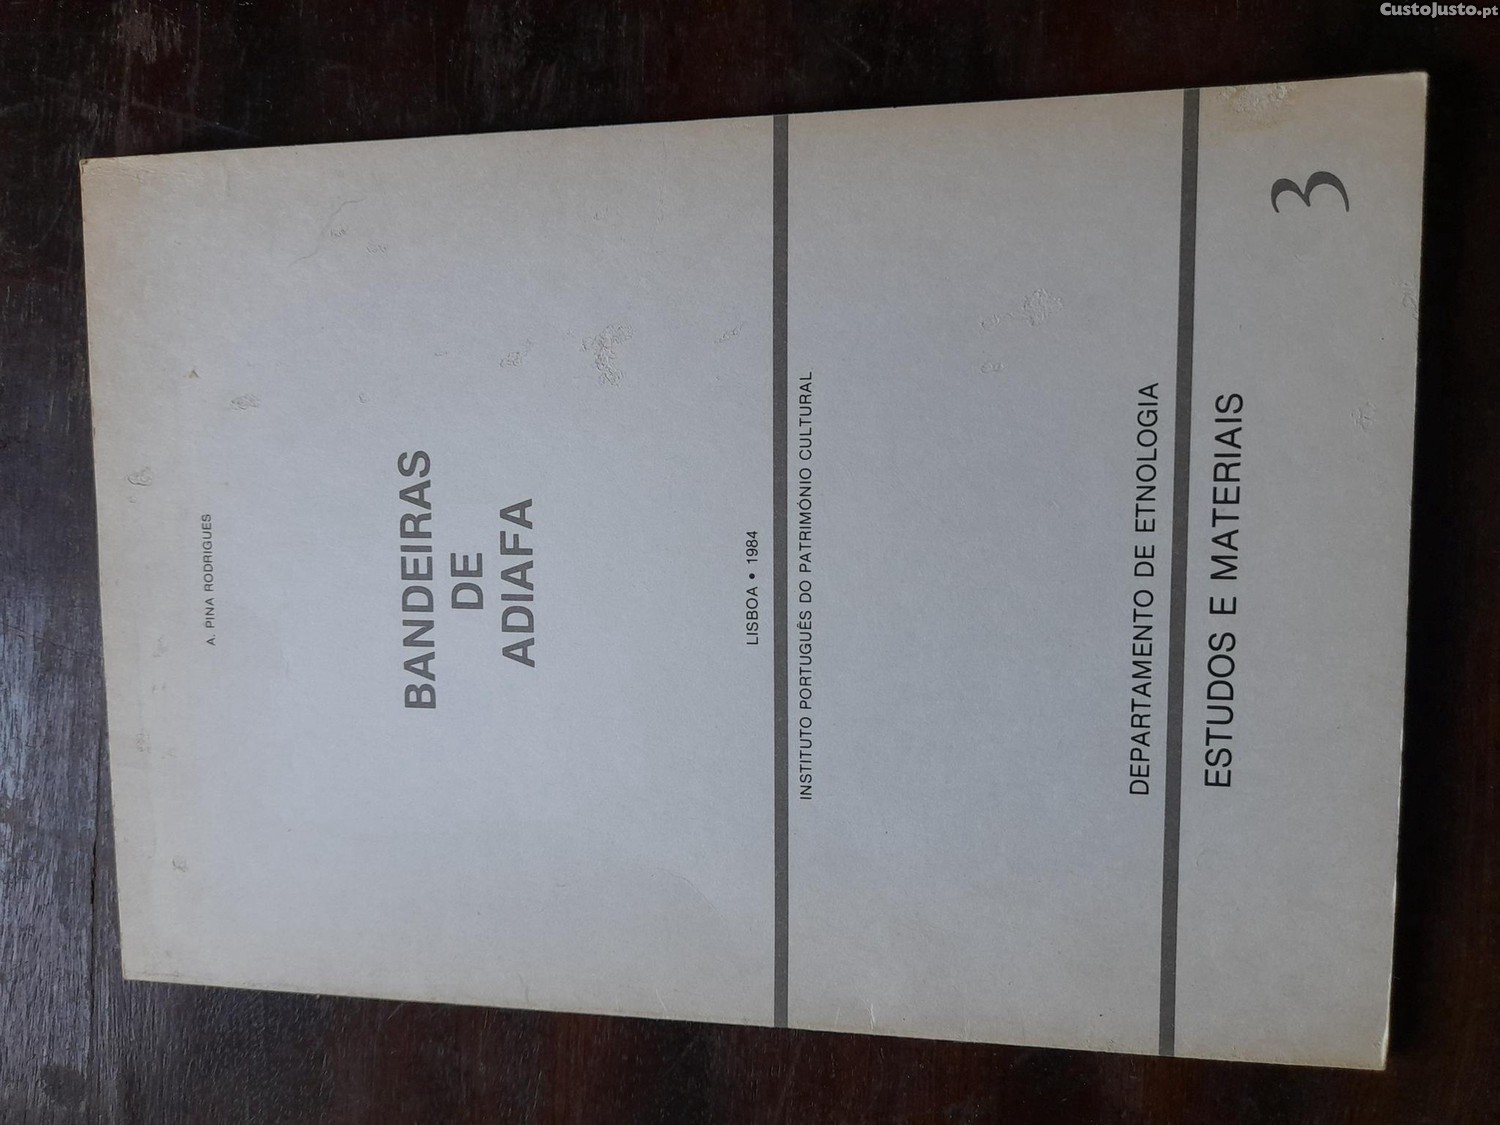 CustoJusto.pt
A. PINA RODRIGUES
BANDEIRAS
DE
ADIAFA
LISBOA • 1984
INSTITUTO PORTUGUÊS DO PATRIMÓNIO CULTURAL
DEPARTAMENTO DE ETNOLOGIA
ESTUDOS E MATERIAIS
3